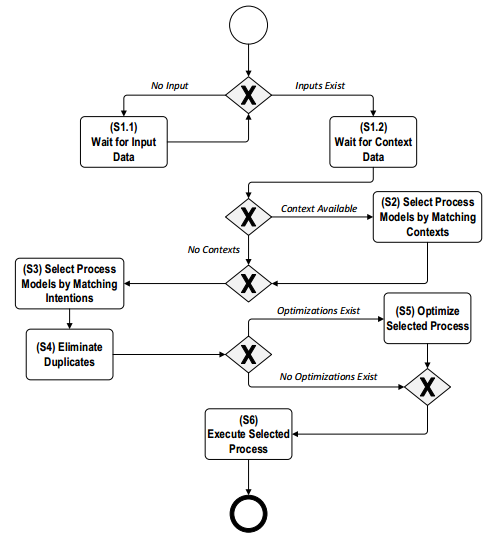 No Input
Inputs Exist
X
(S1.1)
Wait for Input
Data
(S1.2)
Wait for Context
Data
X
Context Available
(S2) Select Process
Models by Matching
Contexts
No Contexts
(S3) Select Process
Models by Matching
Intentions
X
Optimizations Exist
(S5) Optimize
Selected Process
(S4) Eliminate
Duplicates
X
No Optimizations Exist
X
(S6)
Execute Selected
Process